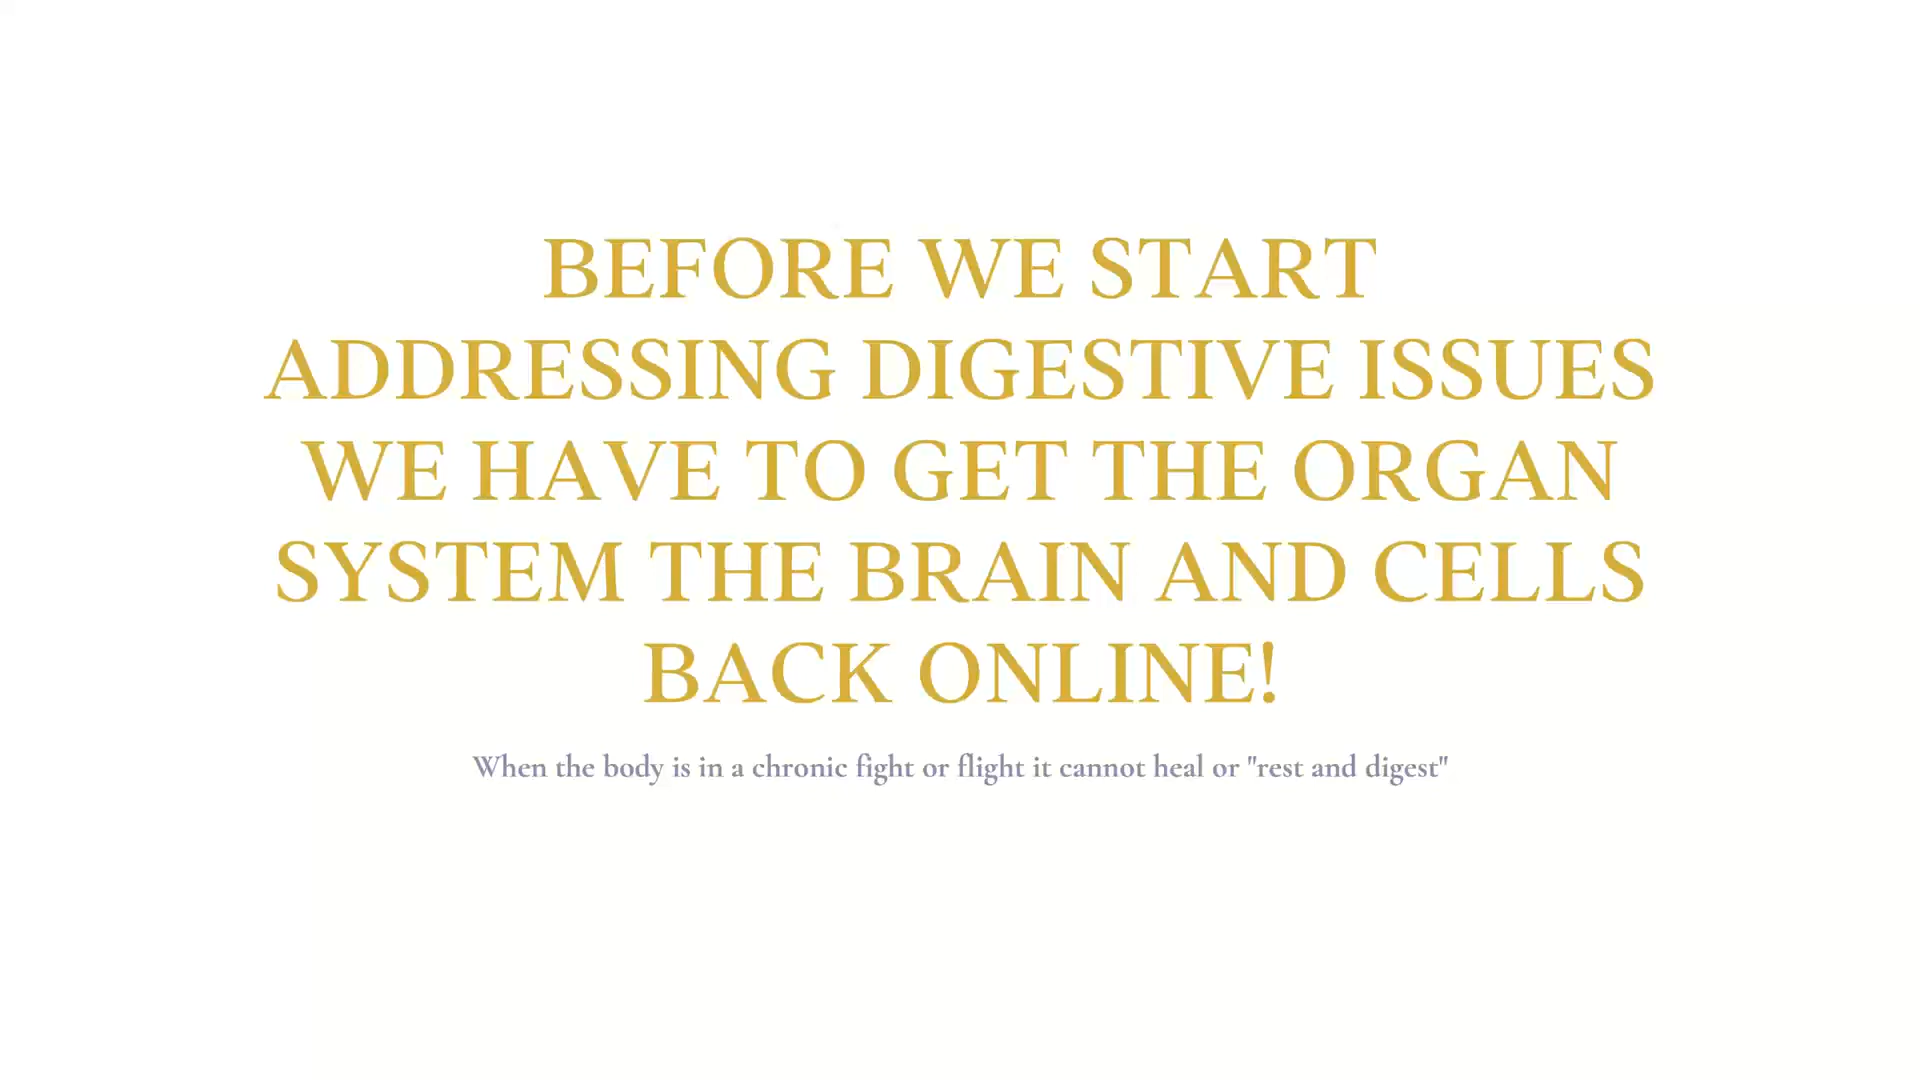 BEFORE WE START
ADDRESSING DIGESTIVE ISSUES
WE HAVE TO GET THE ORGAN
SYSTEM THE BRAIN AND CELLS
BACK ONLINE!
When the body is in a chronic fight or flight it cannot heal or "rest and digest"